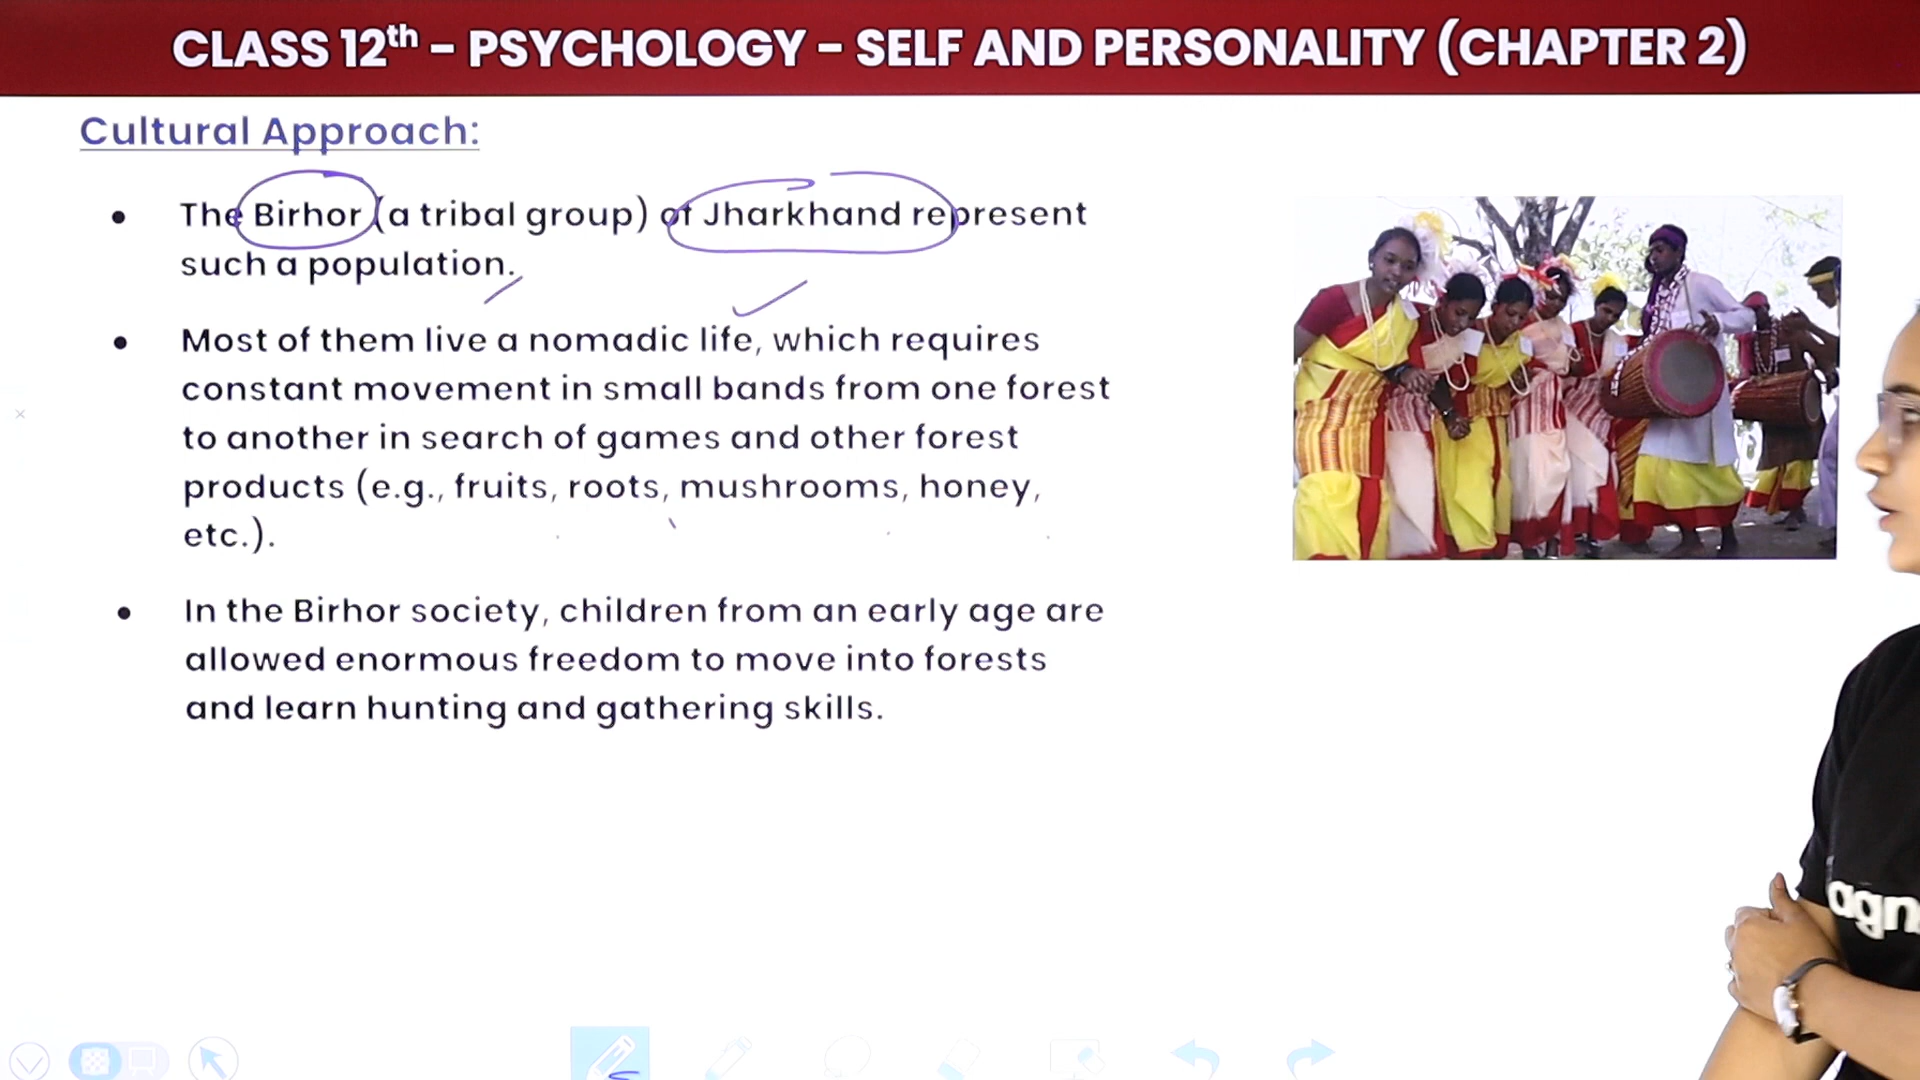 CLASS 12th – PSYCHOLOGY – SELF AND PERSONALITY (CHAPTER 2)
Cultural Approach:
• The Birhor (a tribal group) of Jharkhand represent
such a population.
• Most of them live a nomadic life, which requires
constant movement in small bands from one forest
to another in search of games and other forest
products (e.g., fruits, roots, mushrooms, honey,
etc.).
• In the Birhor society, children from an early age are
allowed enormous freedom to move into forests
and learn hunting and gathering skills.
agn